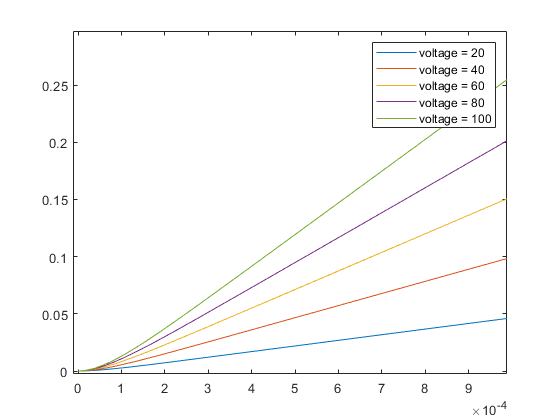 voltage = 20
voltage = 40
voltage = 60
voltage = 80
voltage = 100
0.25
0.2
0.15
0.1
0.05
0
0 1 2 3 4 5 6 7 8 9
×10-4